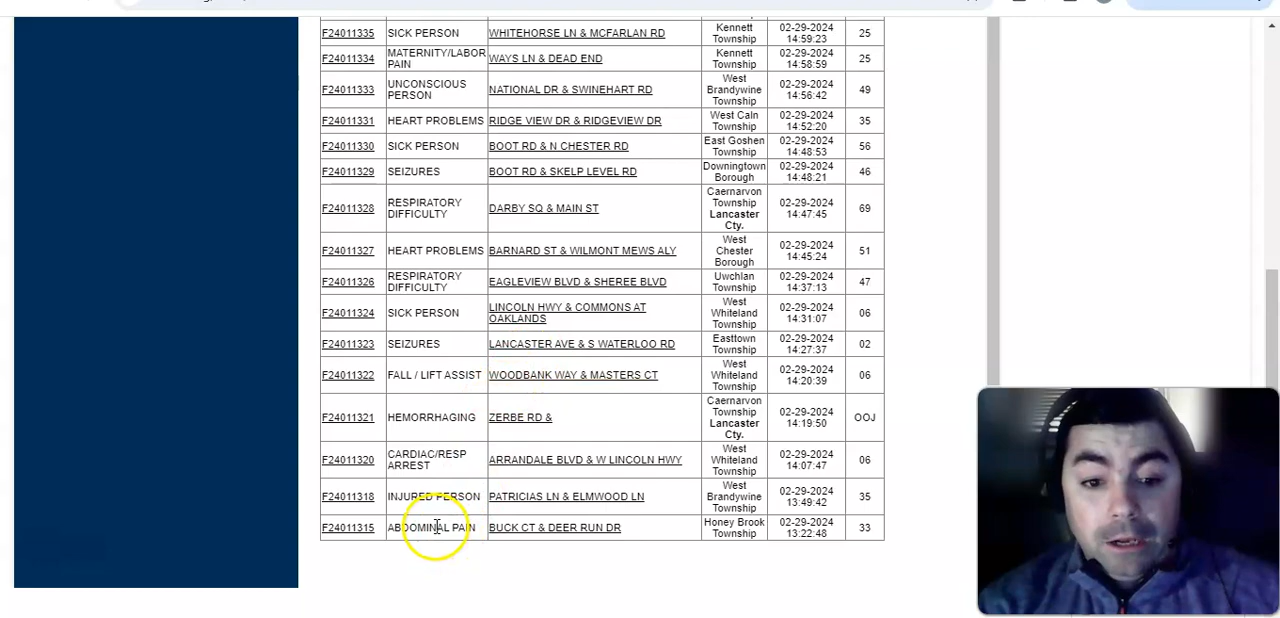 F24011335 SICK PERSON WHITEHORSE LN & MCFARLAN RD Kennett Township 02-29-2024 14:59:23 25
F24011334 MATERNITY/LABOR PAIN WAYS LN & DEAD END Kennett Township 02-29-2024 14:58:59 25
F24011333 UNCONSCIOUS PERSON NATIONAL DR & SWINEHART RD West Brandywine Township 02-29-2024 14:56:42 49
F24011331 HEART PROBLEMS RIDGE VIEW DR & RIDGEVIEW DR West Caln Township 02-29-2024 14:52:20 35
F24011330 SICK PERSON BOOT RD & N CHESTER RD East Goshen Township 02-29-2024 14:48:53 56
F24011329 SEIZURES BOOT RD & SKELP LEVEL RD Downingtown Borough 02-29-2024 14:48:21 46
F24011328 RESPIRATORY DIFFICULTY DARBY SQ & MAIN ST Caernarvon Township Lancaster Cty. 02-29-2024 14:47:45 69
F24011327 HEART PROBLEMS BARNARD ST & WILMONT MEWS ALY West Chester Borough 02-29-2024 14:45:24 51
F24011326 RESPIRATORY DIFFICULTY EAGLEVIEW BLVD & SHEREE BLVD Uwchlan Township 02-29-2024 14:37:13 47
F24011324 SICK PERSON LINCOLN HWY & COMMONS AT OAKLANDS West Whiteland Township 02-29-2024 14:31:07 06
F24011323 SEIZURES LANCASTER AVE & S WATERLOO RD Easttown Township 02-29-2024 14:27:37 02
F24011322 FALL / LIFT ASSIST WOODBANK WAY & MASTERS CT West Whiteland Township 02-29-2024 14:20:39 06
F24011321 HEMORRHAGING ZERBE RD & Caernarvon Township Lancaster Cty. 02-29-2024 14:19:50 OOJ
F24011320 CARDIAC/RESP ARREST ARRANDALE BLVD & W LINCOLN HWY West Whiteland Township 02-29-2024 14:07:47 06
F24011318 INJURED PERSON PATRICIAS LN & ELMWOOD LN West Brandywine Township 02-29-2024 13:49:42 35
F24011315 ABDOMINAL PAIN BUCK CT & DEER RUN DR Honey Brook Township 02-29-2024 13:22:48 33